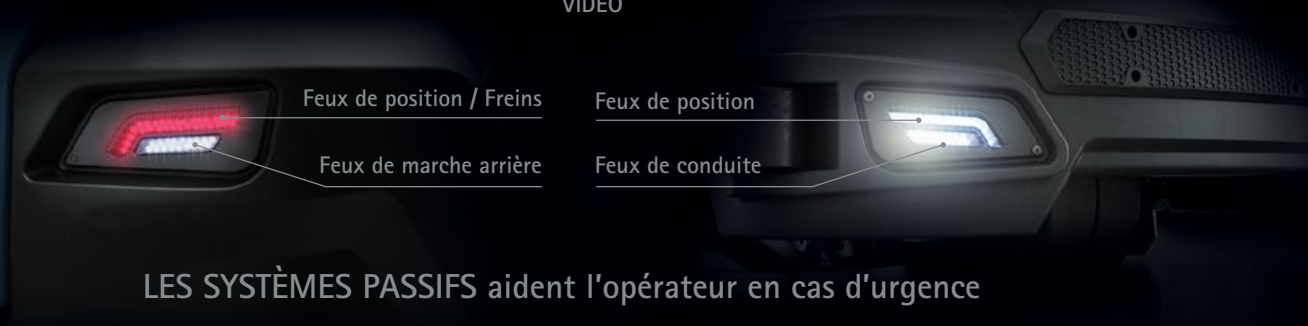 VIDÉO
Feux de position / Freins
Feux de marche arrière
Feux de position
Feux de conduite
LES SYSTÈMES PASSIFS aident l’opérateur en cas d’urgence